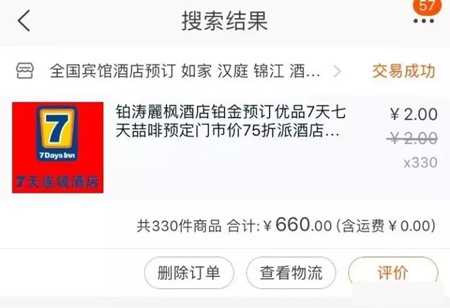 57
搜索结果
全国宾馆酒店预订 如家 汉庭 锦江 酒... 交易成功
铂涛麗枫酒店铂金预订优品7天七 ¥2.00
天喆啡预定门市价75折派酒店... ¥2.00
x330
7
7 Days Inn
7天连锁酒店
共330件商品 合计:¥660.00 (含运费¥0.00)
删除订单 查看物流 评价